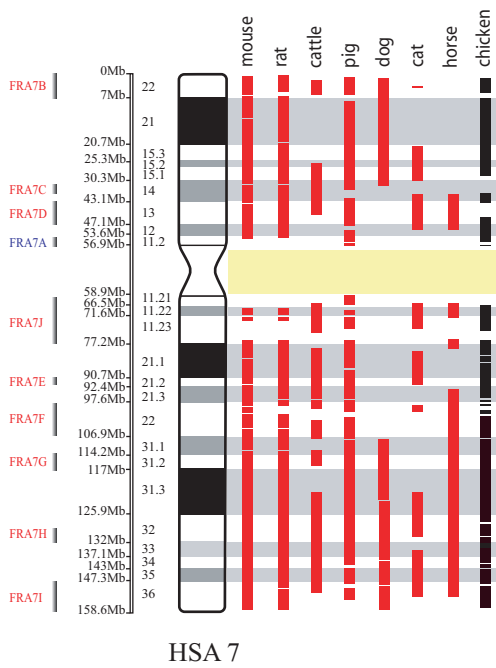 mouse rat cattle pig dog cat horse chicken
0Mb
FRA7B 22
7Mb
21
20.7Mb
15.3
25.3Mb 15.2
15.1
30.3Mb
FRA7C 14
43.1Mb
FRA7D 13
47.1Mb
12
53.6Mb
FRA7A 11.2
56.9Mb
58.9Mb
11.21
66.5Mb
11.22
71.6Mb
FRA7J 11.23
77.2Mb
21.1
90.7Mb
FRA7E 21.2
92.4Mb
21.3
97.6Mb
FRA7F 22
106.9Mb
31.1
114.2Mb
FRA7G 31.2
117Mb
31.3
125.9Mb
32
FRA7H
132Mb
33
137.1Mb
34
143Mb
35
147.3Mb
FRA7I 36
158.6Mb
HSA 7